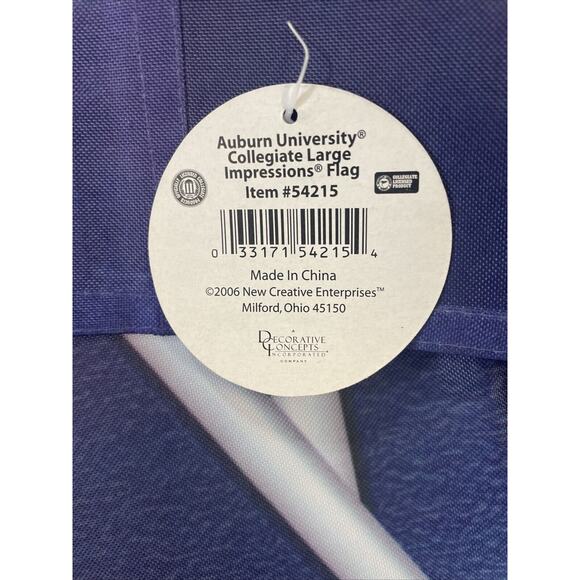 Auburn University®
Collegiate Large
Impressions® Flag
Item #54215
COLLEGIATE
LICENSED
PRODUCT
0 33171 54215 4
Made In China
©2006 New Creative Enterprises™
Milford, Ohio 45150
A
DECORATIVE
CONCEPTS
INCORPORATED
COMPANY